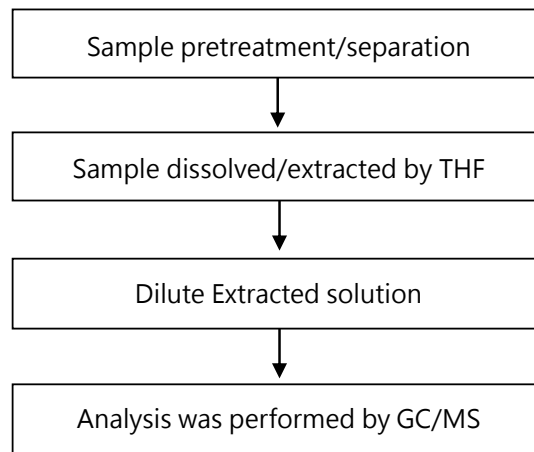 Sample pretreatment/separation
Sample dissolved/extracted by THF
Dilute Extracted solution
Analysis was performed by GC/MS